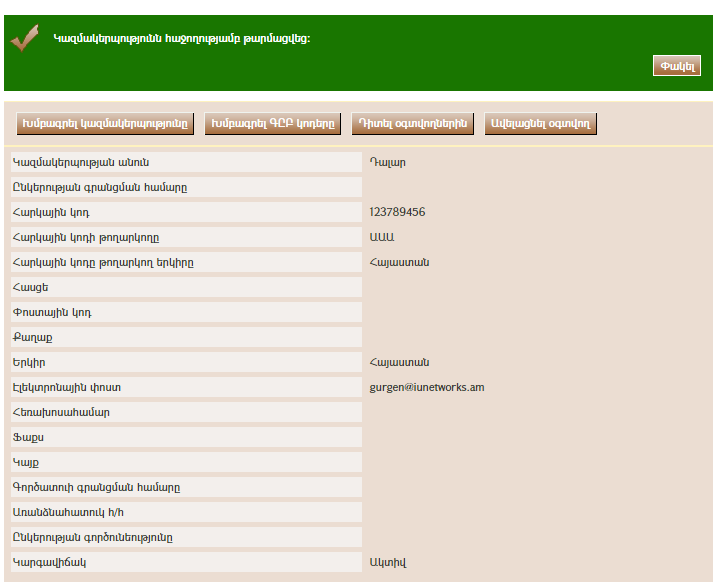 Կազմակերպությունն հաջողությամբ թարմացվեց:
Փակել
Խմբագրել կազմակերպությունը Խմբագրել ԳԸԲ կոդերը Դիտել օգտվողներին Ավելացնել օգտվող
Կազմակերպության անուն Դալար
Ընկերության գրանցման համարը
Հարկային կոդ 123789456
Հարկային կոդի թողարկողը ԱԱԱ
Հարկային կոդը թողարկող երկիրը Հայաստան
Հասցե
Փոստային կոդ
Քաղաք
Երկիր Հայաստան
Էլեկտրոնային փոստ gurgen@iunetworks.am
Հեռախոսահամար
Ֆաքս
Կայք
Գործատուի գրանցման համարը
Առանձնահատուկ հ/հ
Ընկերության գործունեությունը
Կարգավիճակ Ակտիվ